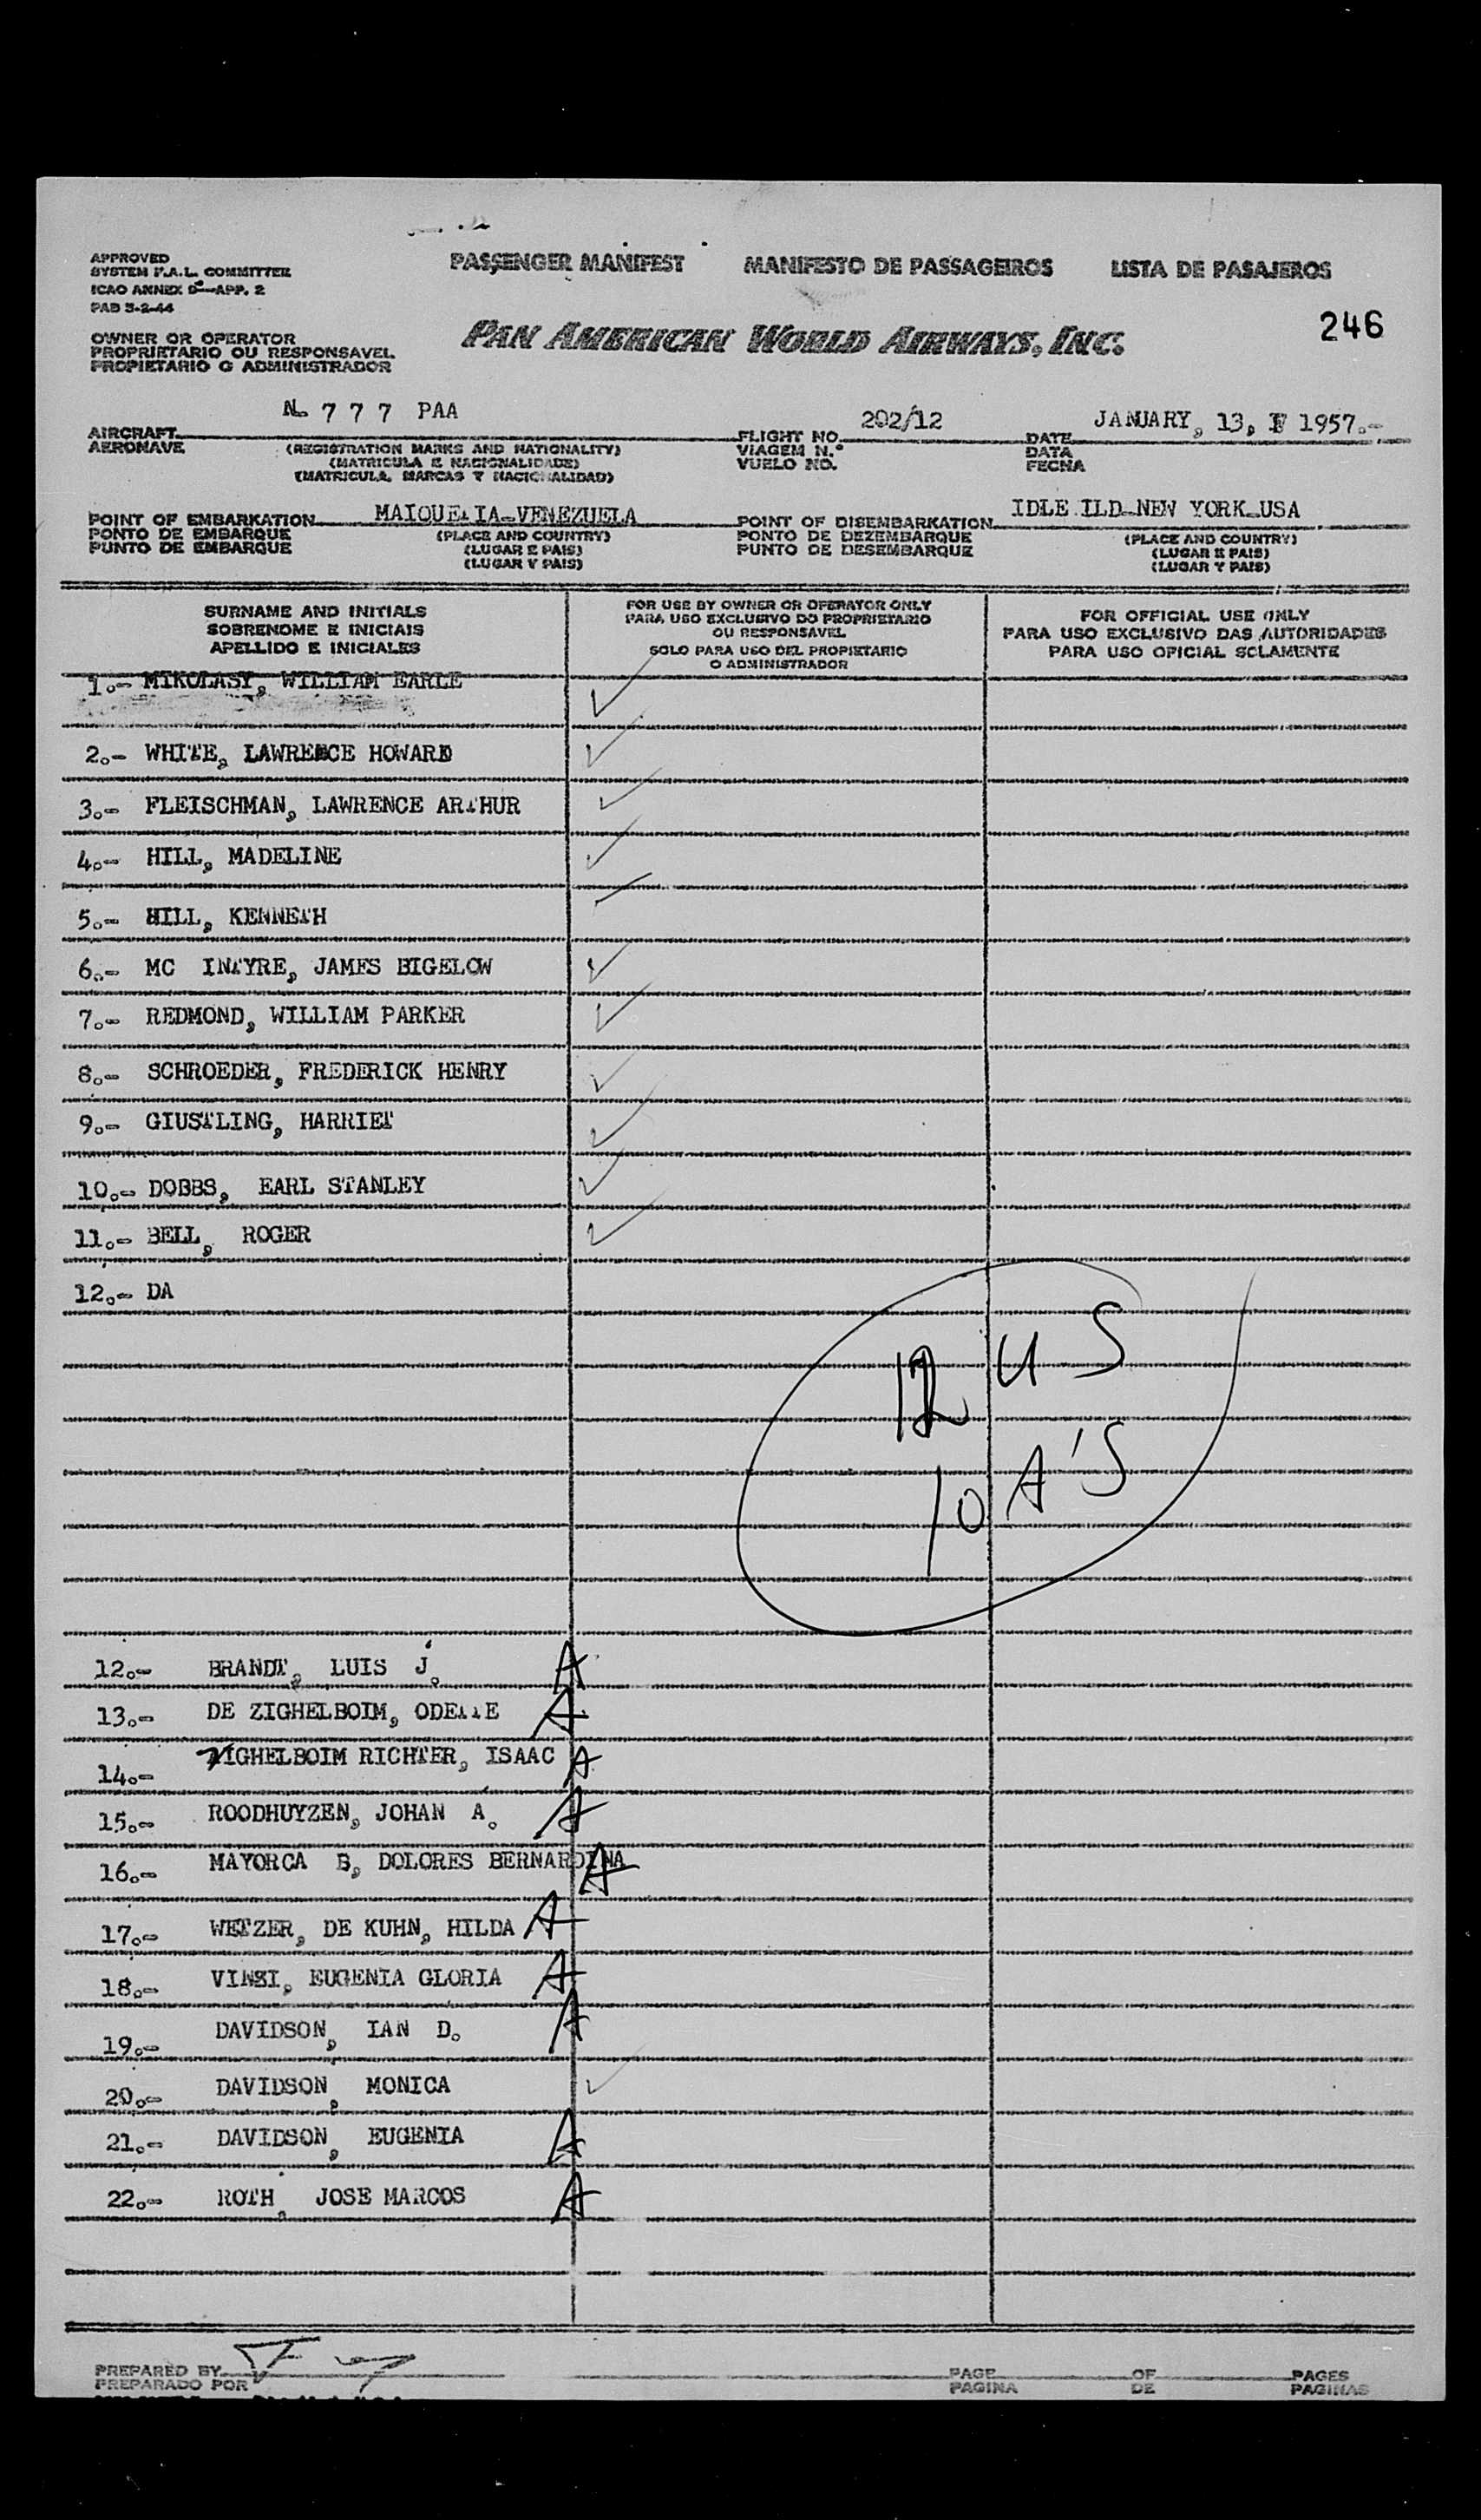 APPROVED
SYSTEM F.A.L. COMMITTEE
ICAO ANNEX 9—APP. 2
PAB 3-2-44
PASSENGER MANIFEST MANIFESTO DE PASSAGEIROS LISTA DE PASAJEROS
OWNER OR OPERATOR
PROPRIETARIO OU RESPONSAVEL
PROPIETARIO O ADMINISTRADOR
PAN AMERICAN WORLD AIRWAYS, INC.
246
N. 7 7 7 PAA
202/12
JANUARY, 13, 1957.-
AIRCRAFT
AERONAVE
(REGISTRATION MARKS AND NATIONALITY)
(MATRICULA E NACIONALIDADE)
(MATRICULA, MARCAS Y NACIONALIDAD)
FLIGHT NO.
VIAGEM N.º
VUELO NO.
DATE
DATA
FECHA
POINT OF EMBARKATION
PONTO DE EMBARQUE
PUNTO DE EMBARQUE
MAIQUETIA-VENEZUELA
(PLACE AND COUNTRY)
(LUGAR E PAIS)
(LUGAR Y PAIS)
POINT OF DISEMBARKATION
PONTO DE DEZEMBARQUE
PUNTO DE DESEMBARQUE
IDLE ILD-NEW YORK-USA
(PLACE AND COUNTRY)
(LUGAR E PAIS)
(LUGAR Y PAIS)
SURNAME AND INITIALS
SOBRENOME E INICIAIS
APELLIDO E INICIALES
FOR USE BY OWNER OR OPERATOR ONLY
PARA USO EXCLUSIVO DO PROPRIETARIO
OU RESPONSAVEL
SOLO PARA USO DEL PROPIETARIO
O ADMINISTRADOR
FOR OFFICIAL USE ONLY
PARA USO EXCLUSIVO DAS AUTORIDADES
PARA USO OFICIAL SOLAMENTE
1.- MIKOLASY, WILLIAM EARLE
2.- WHITE, LAWRENCE HOWARD
3.- FLEISCHMAN, LAWRENCE ARTHUR
4.- HILL, MADELINE
5.- HILL, KENNETH
6.- MC INTYRE, JAMES BIGELOW
7.- REDMOND, WILLIAM PARKER
8.- SCHROEDER, FREDERICK HENRY
9.- GIUSTLING, HARRIET
10.- DOBBS, EARL STANLEY
11.- BELL, ROGER
12.- DA
12 US
10 A'S
12.- BRANDT, LUIS J. A
13.- DE ZIGHELBOIM, ODETTE A
14.- ZIGHELBOIM RICHTER, ISAAC A
15.- ROODHUYZEN, JOHAN A. A
16.- MAYORCA B, DOLORES BERNARDINA A
17.- WETZER, DE KUHN, HILDA A
18.- VINSI, EUGENIA GLORIA A
19.- DAVIDSON, IAN D. A
20.- DAVIDSON, MONICA
21.- DAVIDSON, EUGENIA A
22.- ROTH, JOSE MARCOS A
PREPARED BY
PREPARADO POR
PAGE
PAGINA
OF
DE
PAGES
PAGINAS